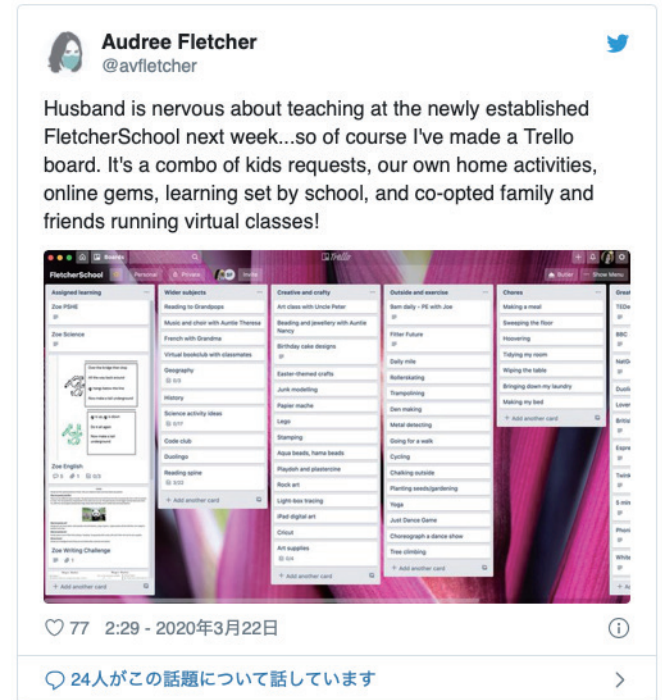 Audree Fletcher
@avfletcher
Husband is nervous about teaching at the newly established
FletcherSchool next week...so of course I've made a Trello
board. It's a combo of kids requests, our own home activities,
online gems, learning set by school, and co-opted family and
friends running virtual classes!
Boards
Trello
FletcherSchool
Personal
Private
Invite
Butler
Show Menu
Assigned learning
Zoe PSHE
Zoe Science
Zoe English
Zoe Writing Challenge
+ Add another card
Wider subjects
Reading to Grandpops
Music and choir with Auntie Theresa
French with Grandma
Virtual bookclub with classmates
Geography
History
Science activity ideas
Code club
Duolingo
Reading spine
+ Add another card
Creative and crafty
Art class with Uncle Peter
Beading and jewellery with Auntie
Nancy
Birthday cake designs
Easter-themed crafts
Junk modelling
Papier mache
Lego
Stamping
Aqua beads, hama beads
Playdoh and plastercine
Rock art
Light-box tracing
iPad digital art
Cricut
Art supplies
+ Add another card
Outside and exercise
9am daily - PE with Joe
Fitter Future
Daily mile
Rollerskating
Trampolining
Den making
Metal detecting
Going for a walk
Cycling
Chalking outside
Planting seeds/gardening
Yoga
Just Dance Game
Choreograph a dance show
Tree climbing
+ Add another card
Chores
Making a meal
Sweeping the floor
Hoovering
Tidying my room
Wiping the table
Bringing down my laundry
Making my bed
+ Add another card
77 2:29 - 2020年3月22日
24人がこの話題について話しています